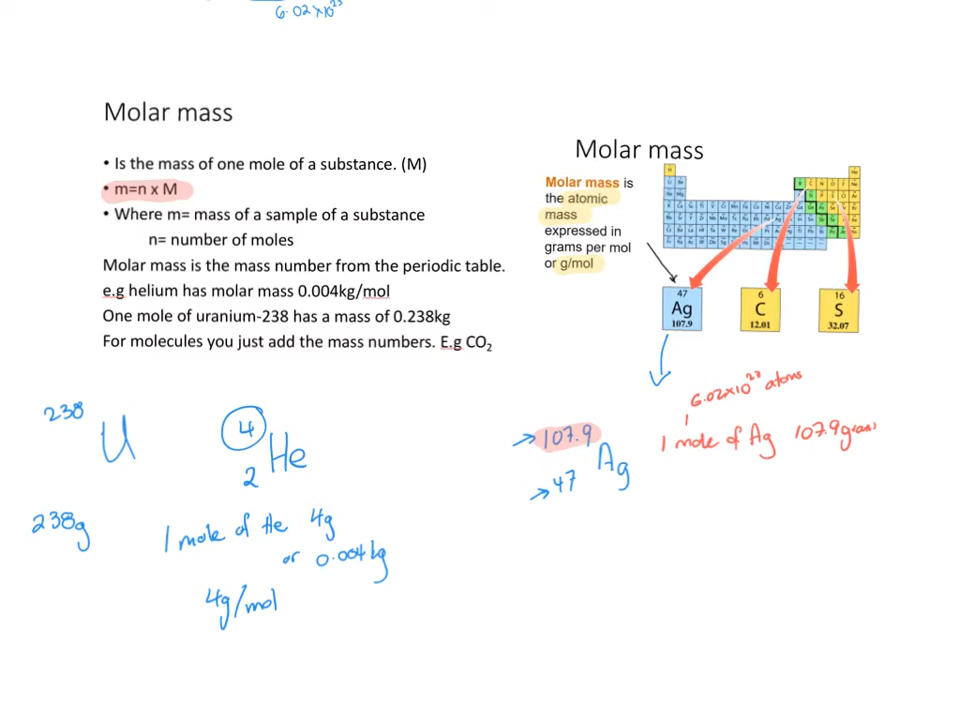 6.02×10²³
Molar mass
• Is the mass of one mole of a substance. (M)
• m=n x M
• Where m= mass of a sample of a substance
n= number of moles
Molar mass is the mass number from the periodic table.
e.g helium has molar mass 0.004kg/mol
One mole of uranium-238 has a mass of 0.238kg
For molecules you just add the mass numbers. E.g CO₂
Molar mass
Molar mass is
the atomic
mass
expressed in
grams per mol
or g/mol
47
Ag
107.9
6
C
12.01
16
S
32.07
238
U
238g
4
2
He
1 mole of He 4g
or 0.004kg
4g/mol
→107.9
→47
Ag
6.02×10²³ atoms
1 mole of Ag 107.9grams